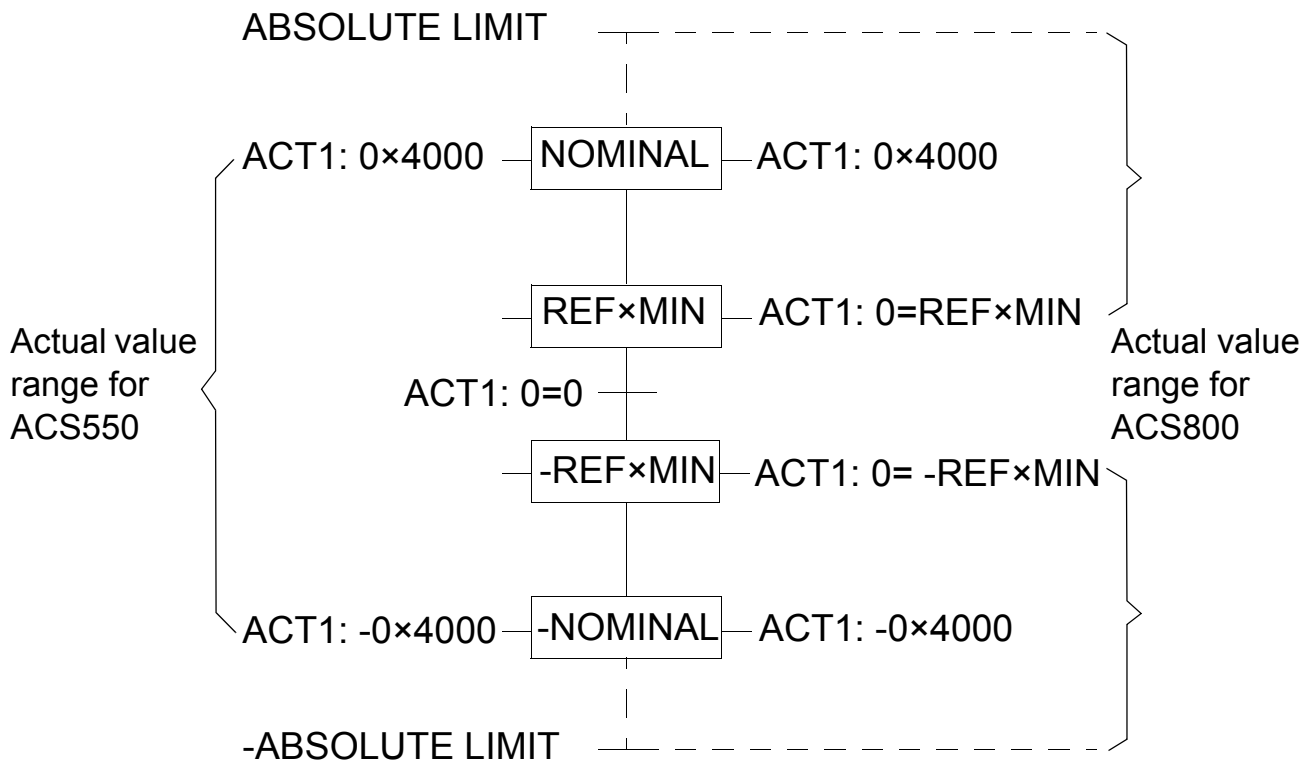 ABSOLUTE LIMIT
ACT1: 0×4000 NOMINAL ACT1: 0×4000
REF×MIN ACT1: 0=REF×MIN
Actual value
range for
ACS550
Actual value
range for
ACS800
ACT1: 0=0
-REF×MIN ACT1: 0= -REF×MIN
ACT1: -0×4000 -NOMINAL ACT1: -0×4000
-ABSOLUTE LIMIT